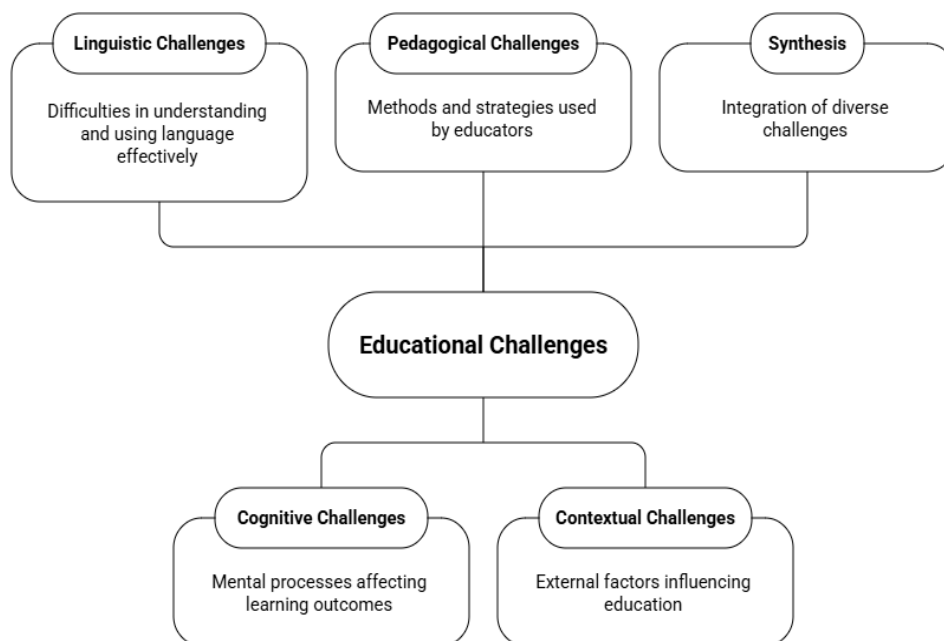 Linguistic Challenges
Difficulties in understanding
and using language
effectively
Pedagogical Challenges
Methods and strategies used
by educators
Synthesis
Integration of diverse
challenges
Educational Challenges
Cognitive Challenges
Mental processes affecting
learning outcomes
Contextual Challenges
External factors influencing
education